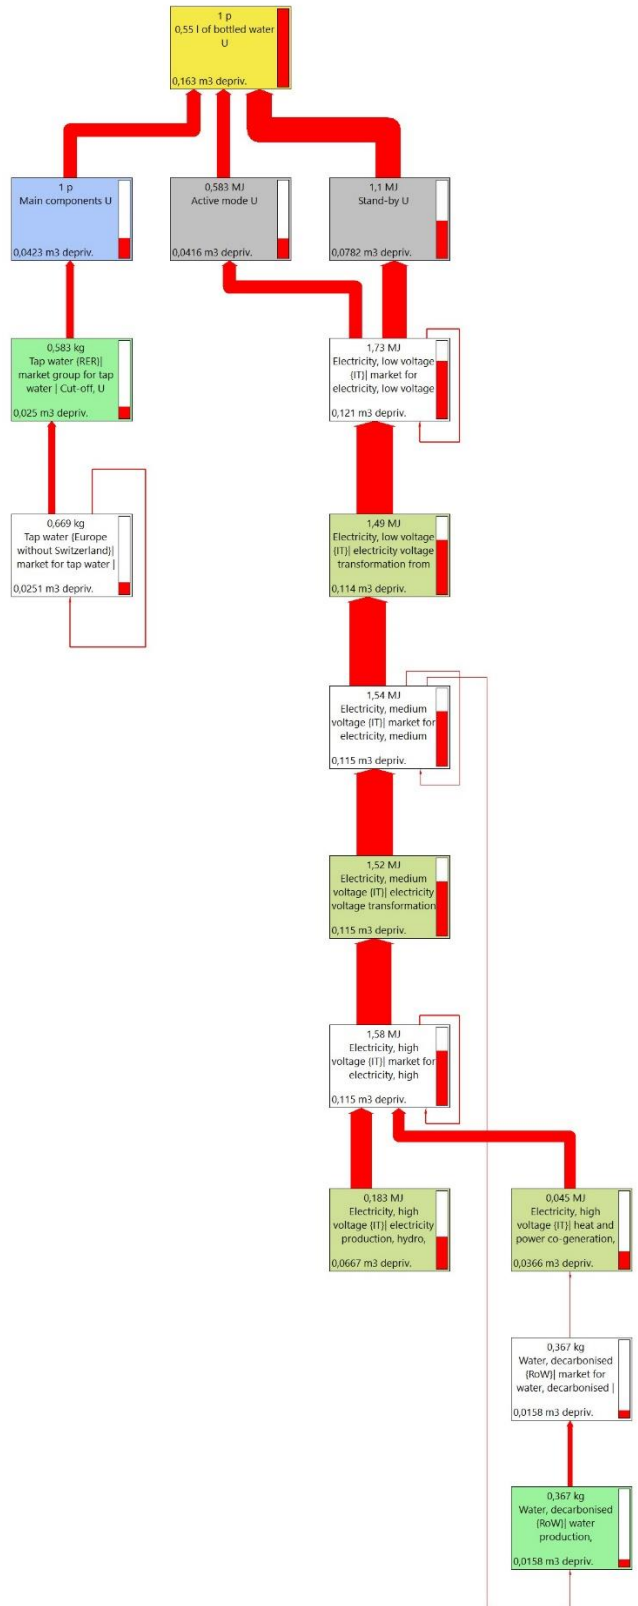 1 p
0,55 l of bottled water
U
0,163 m3 depriv.
1 p
Main components U
0,0423 m3 depriv.
0,583 MJ
Active mode U
0,0416 m3 depriv.
1,1 MJ
Stand-by U
0,0782 m3 depriv.
0,583 kg
Tap water {RER}|
market group for tap
water | Cut-off, U
0,025 m3 depriv.
1,73 MJ
Electricity, low voltage
{IT}| market for
electricity, low voltage
0,121 m3 depriv.
0,669 kg
Tap water {Europe
without Switzerland}|
market for tap water |
0,0251 m3 depriv.
1,49 MJ
Electricity, low voltage
{IT}| electricity voltage
transformation from
0,114 m3 depriv.
1,54 MJ
Electricity, medium
voltage {IT}| market for
electricity, medium
0,115 m3 depriv.
1,52 MJ
Electricity, medium
voltage {IT}| electricity
voltage transformation
0,115 m3 depriv.
1,58 MJ
Electricity, high
voltage {IT}| market for
electricity, high
0,115 m3 depriv.
0,183 MJ
Electricity, high
voltage {IT}| electricity
production, hydro,
0,0667 m3 depriv.
0,045 MJ
Electricity, high
voltage {IT}| heat and
power co-generation,
0,0366 m3 depriv.
0,367 kg
Water, decarbonised
{RoW}| market for
water, decarbonised |
0,0158 m3 depriv.
0,367 kg
Water, decarbonised
{RoW}| water
production,
0,0158 m3 depriv.